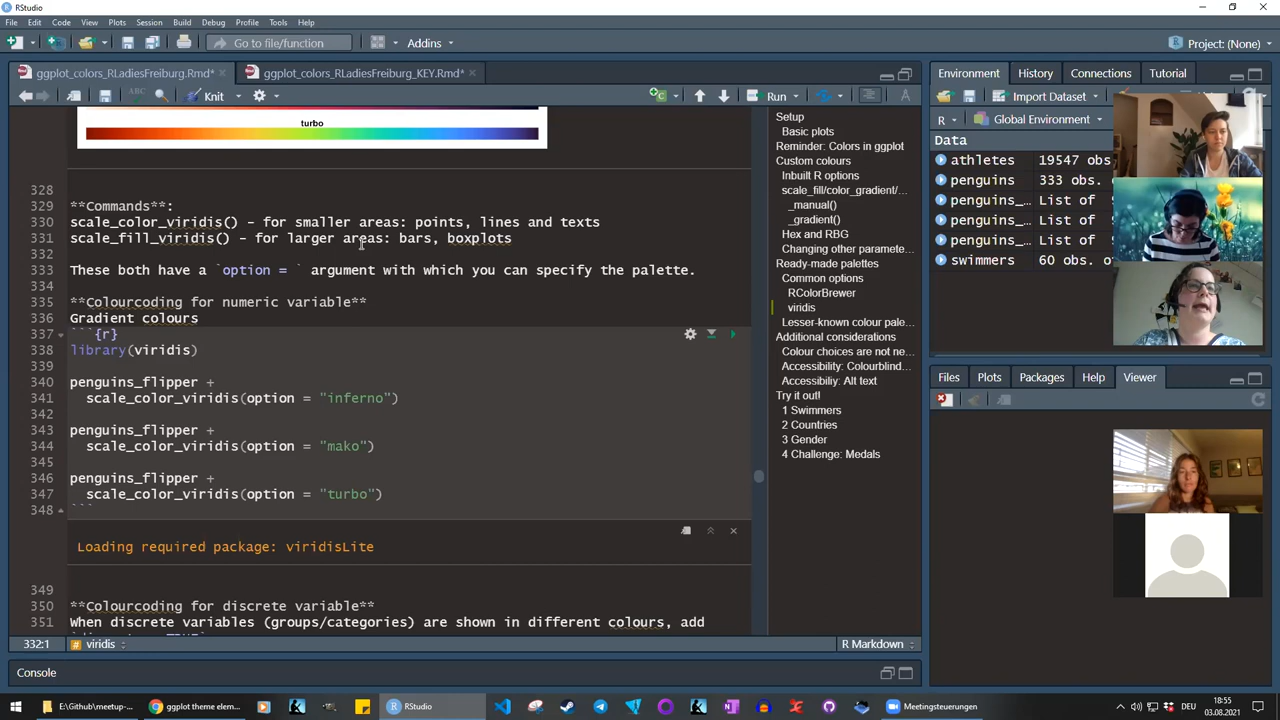 RStudio
File Edit Code View Plots Session Build Debug Profile Tools Help
Go to file/function Addins Project: (None)
ggplot_colors_RLadiesFreiburg.Rmd* ggplot_colors_RLadiesFreiburg_KEY.Rmd*
ABC Knit Run
turbo
328
329 **Commands**:
330 scale_color_viridis() - for smaller areas: points, lines and texts
331 scale_fill_viridis() - for larger areas: bars, boxplots
332
333 These both have a `option = ` argument with which you can specify the palette.
334
335 **Colourcoding for numeric variable**
336 Gradient colours
337 ```{r}
338 library(viridis)
339
340 penguins_flipper +
341 scale_color_viridis(option = "inferno")
342
343 penguins_flipper +
344 scale_color_viridis(option = "mako")
345
346 penguins_flipper +
347 scale_color_viridis(option = "turbo")
348 ```
Loading required package: viridisLite
349
350 **Colourcoding for discrete variable**
351 When discrete variables (groups/categories) are shown in different colours, add
332:1 # viridis R Markdown
Console
Setup
Basic plots
Reminder: Colors in ggplot
Custom colours
Inbuilt R options
scale_fill/color_gradient/...
_manual()
_gradient()
Hex and RBG
Changing other paramete...
Ready-made palettes
Common options
RColorBrewer
viridis
Lesser-known colour pale...
Additional considerations
Colour choices are not ne...
Accessibility: Colourblind...
Accessibiliy: Alt text
Try it out!
1 Swimmers
2 Countries
3 Gender
4 Challenge: Medals
Environment History Connections Tutorial
Import Dataset
R Global Environment
Data
athletes 19547 obs.
penguins 333 obs.
penguins_... List of
penguins_... List of
penguins_... List of
swimmers 60 obs.
Files Plots Packages Help Viewer
E:\Github\meetup-... ggplot theme elem... RStudio Meetingsteuerungen DEU 18:55
03.08.2021